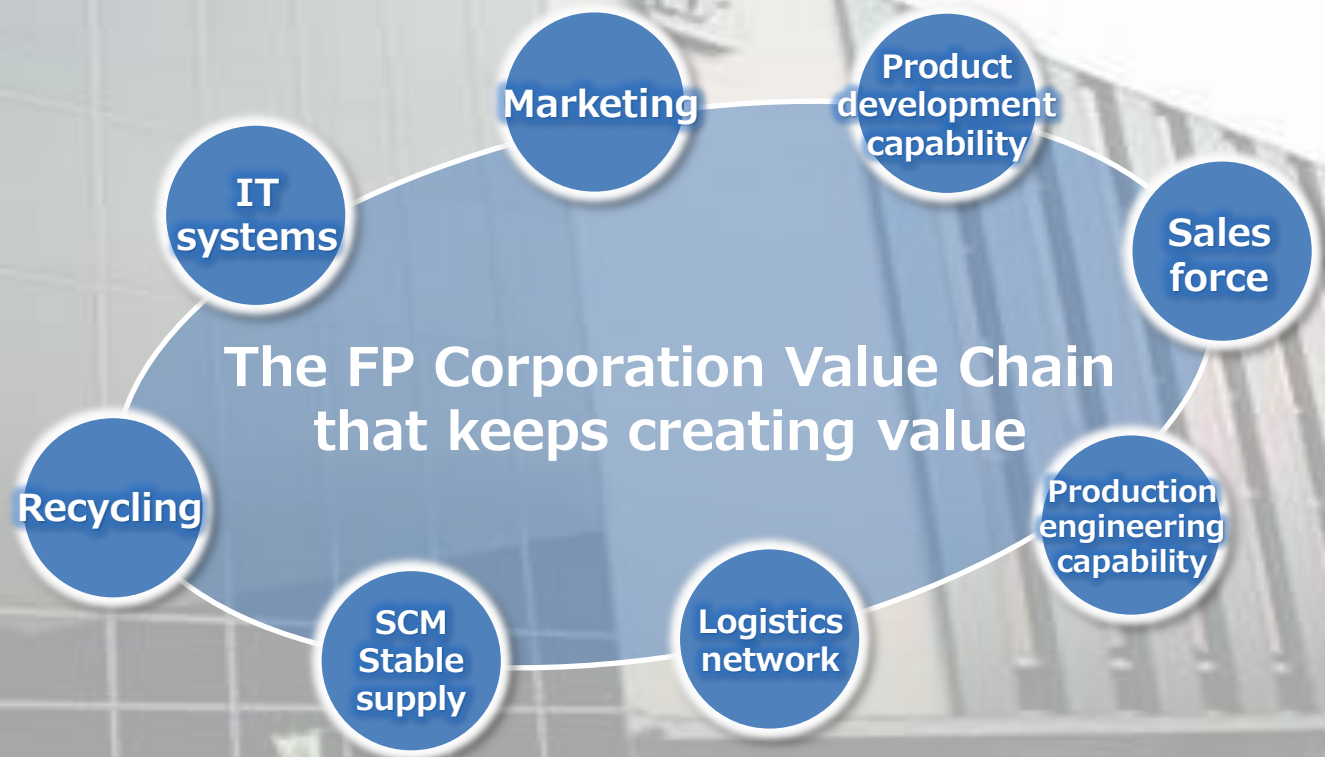 Marketing
Product
development
capability
IT
systems
Sales
force
The FP Corporation Value Chain
that keeps creating value
Recycling
Production
engineering
capability
SCM
Stable
supply
Logistics
network